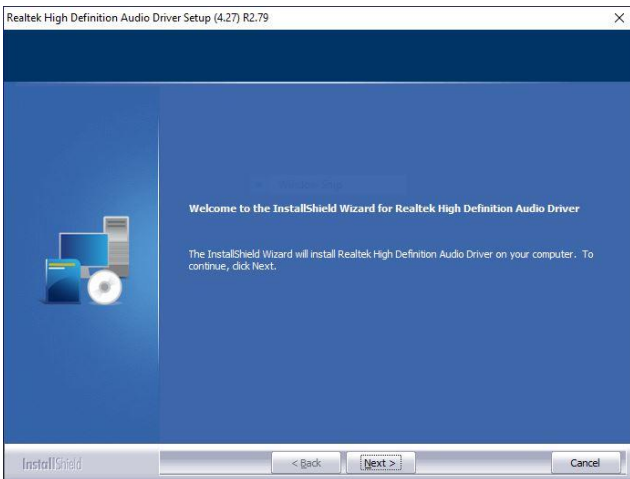 Realtek High Definition Audio Driver Setup (4.27) R2.79
Welcome to the InstallShield Wizard for Realtek High Definition Audio Driver
The InstallShield Wizard will install Realtek High Definition Audio Driver on your computer. To
continue, click Next.
InstallShield
< Back
Next >
Cancel